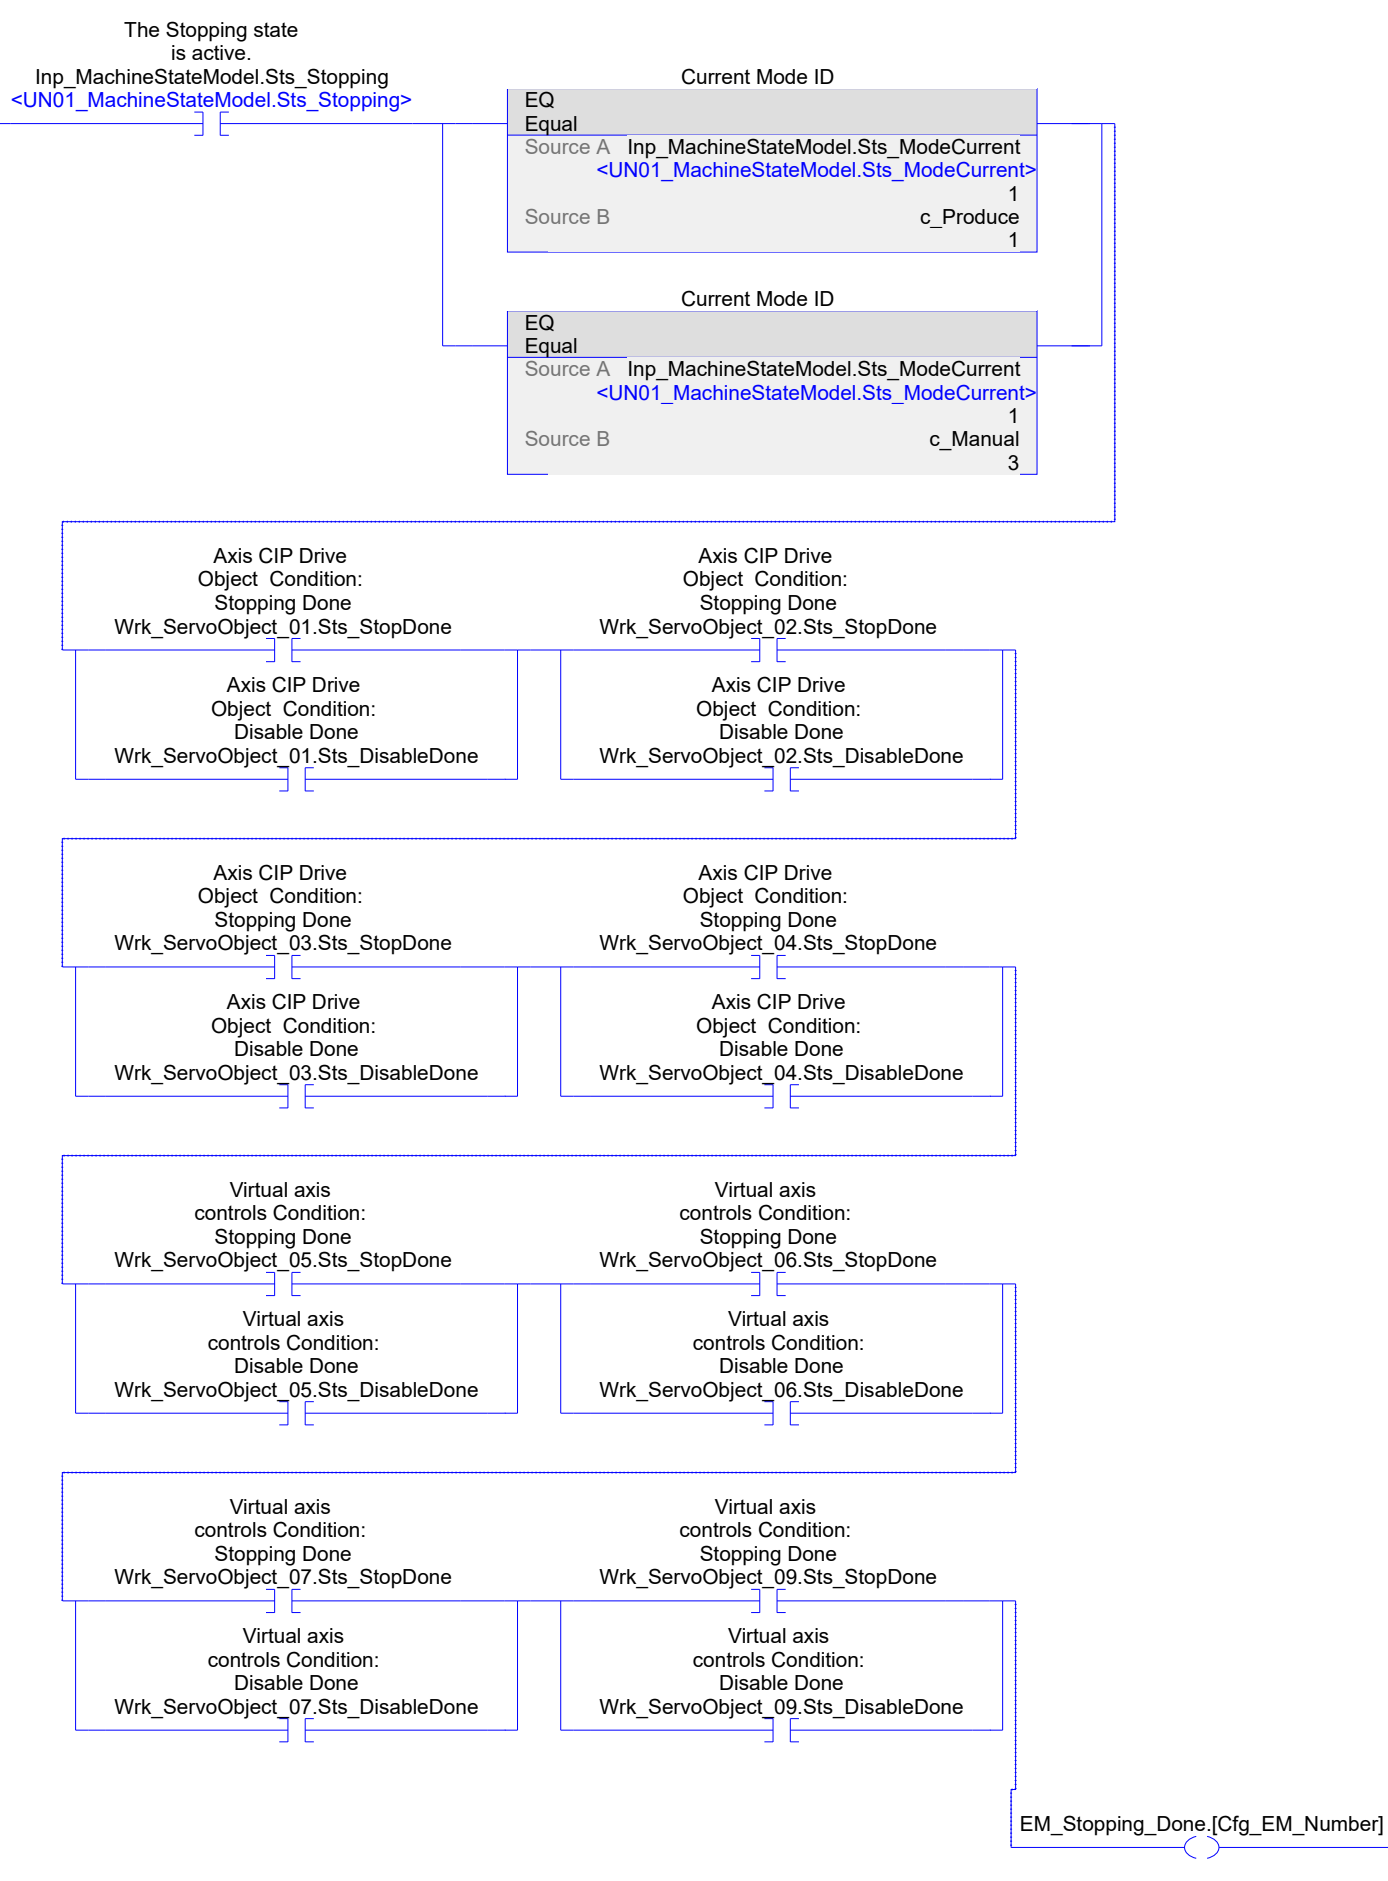 The Stopping state
is active.
Inp_MachineStateModel.Sts_Stopping
<UN01_MachineStateModel.Sts_Stopping>
Current Mode ID
EQ
Equal
Source A Inp_MachineStateModel.Sts_ModeCurrent
<UN01_MachineStateModel.Sts_ModeCurrent>
1
Source B c_Produce
1
Current Mode ID
EQ
Equal
Source A Inp_MachineStateModel.Sts_ModeCurrent
<UN01_MachineStateModel.Sts_ModeCurrent>
1
Source B c_Manual
3
Axis CIP Drive
Object  Condition:
Stopping Done
Wrk_ServoObject_01.Sts_StopDone
Axis CIP Drive
Object  Condition:
Disable Done
Wrk_ServoObject_01.Sts_DisableDone
Axis CIP Drive
Object  Condition:
Stopping Done
Wrk_ServoObject_02.Sts_StopDone
Axis CIP Drive
Object  Condition:
Disable Done
Wrk_ServoObject_02.Sts_DisableDone
Axis CIP Drive
Object  Condition:
Stopping Done
Wrk_ServoObject_03.Sts_StopDone
Axis CIP Drive
Object  Condition:
Disable Done
Wrk_ServoObject_03.Sts_DisableDone
Axis CIP Drive
Object  Condition:
Stopping Done
Wrk_ServoObject_04.Sts_StopDone
Axis CIP Drive
Object  Condition:
Disable Done
Wrk_ServoObject_04.Sts_DisableDone
Virtual axis
controls Condition:
Stopping Done
Wrk_ServoObject_05.Sts_StopDone
Virtual axis
controls Condition:
Disable Done
Wrk_ServoObject_05.Sts_DisableDone
Virtual axis
controls Condition:
Stopping Done
Wrk_ServoObject_06.Sts_StopDone
Virtual axis
controls Condition:
Disable Done
Wrk_ServoObject_06.Sts_DisableDone
Virtual axis
controls Condition:
Stopping Done
Wrk_ServoObject_07.Sts_StopDone
Virtual axis
controls Condition:
Disable Done
Wrk_ServoObject_07.Sts_DisableDone
Virtual axis
controls Condition:
Stopping Done
Wrk_ServoObject_09.Sts_StopDone
Virtual axis
controls Condition:
Disable Done
Wrk_ServoObject_09.Sts_DisableDone
EM_Stopping_Done.[Cfg_EM_Number]